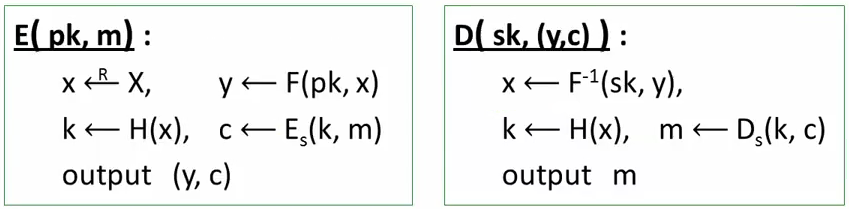 E( pk, m) :
x ←R X, y ← F(pk, x)
k ← H(x), c ← Es(k, m)
output (y, c)
D( sk, (y,c) ) :
x ← F-1(sk, y),
k ← H(x), m ← Ds(k, c)
output m